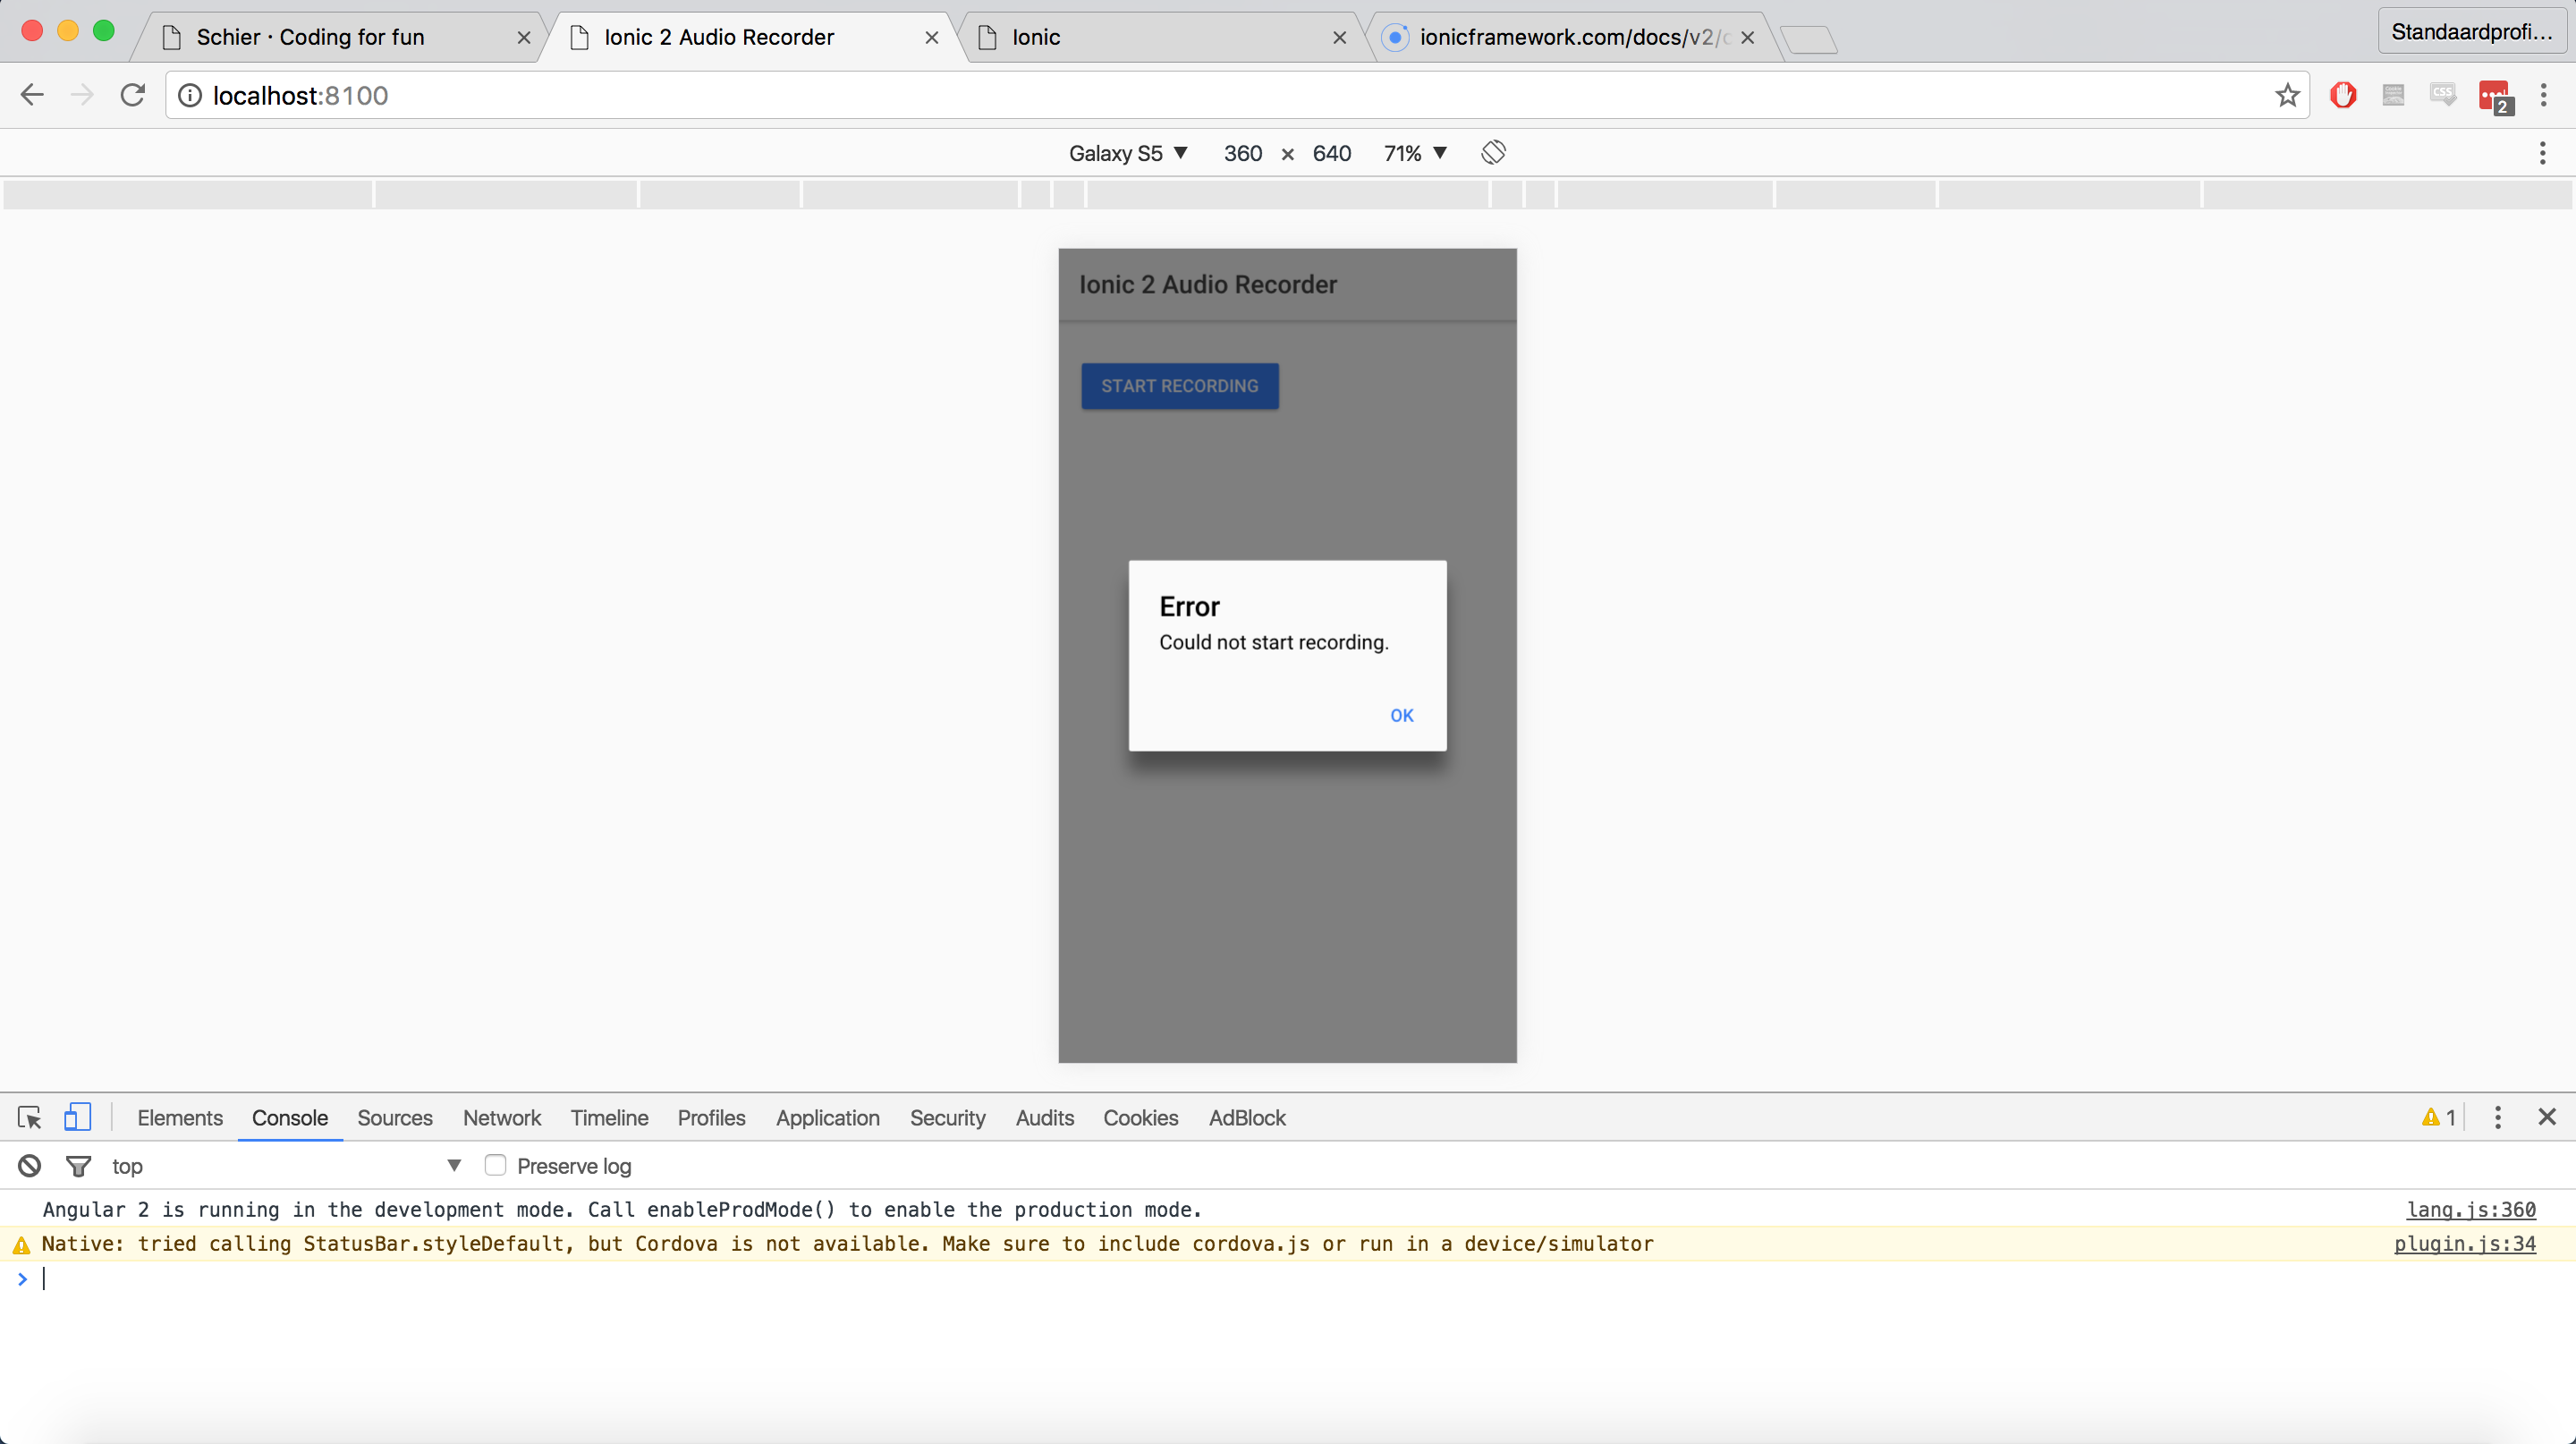 Schier · Coding for fun
Ionic 2 Audio Recorder
Ionic
ionicframework.com/docs/v2/
Standaardprofi...
localhost:8100
2
Galaxy S5 ▼ 360 × 640 71% ▼
Ionic 2 Audio Recorder
START RECORDING
Error
Could not start recording.
OK
Elements Console Sources Network Timeline Profiles Application Security Audits Cookies AdBlock 1
top ▼ Preserve log
Angular 2 is running in the development mode. Call enableProdMode() to enable the production mode. lang.js:360
Native: tried calling StatusBar.styleDefault, but Cordova is not available. Make sure to include cordova.js or run in a device/simulator plugin.js:34
>